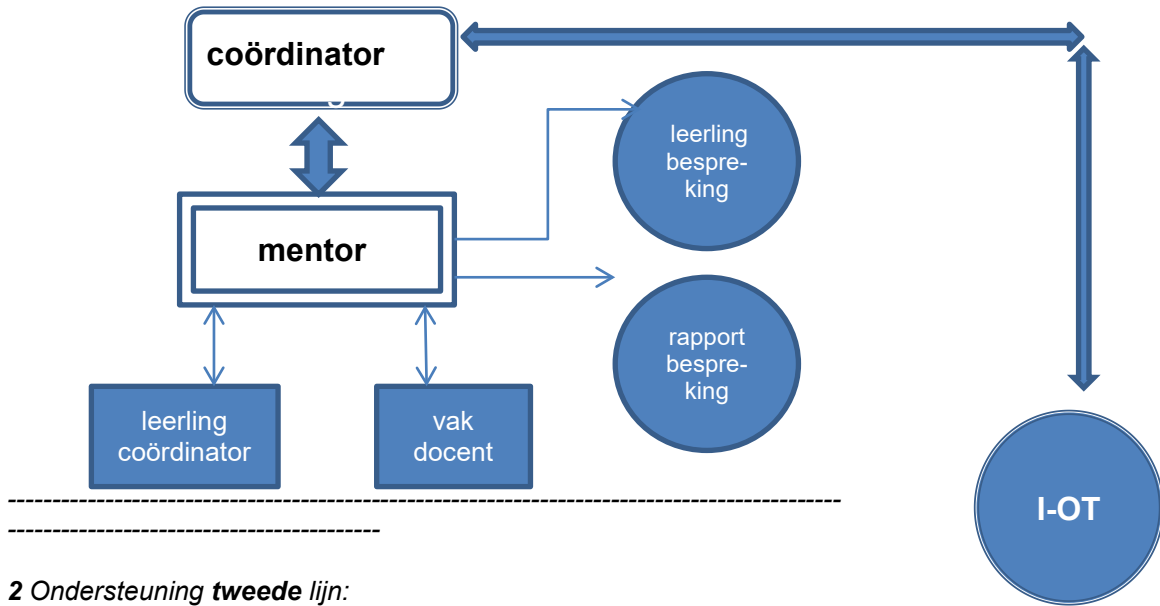 coördinator
mentor
leerling
bespre-
king
rapport
bespre-
king
leerling
coördinator
vak
docent
I-OT
--------------------------------------------------------------------------------------------
-----------------------------------------
2 Ondersteuning tweede lijn: